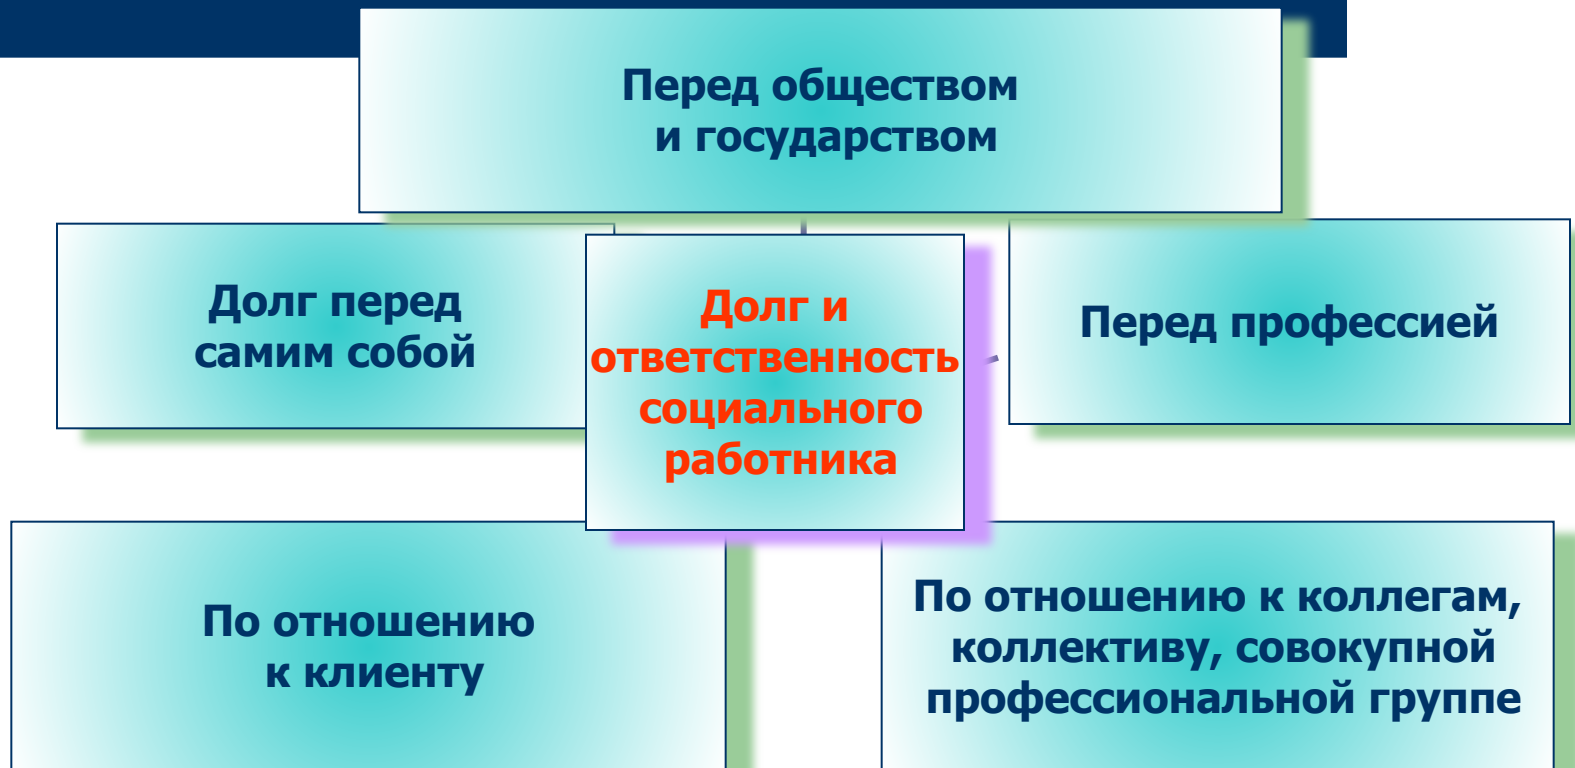 Перед обществом
и государством
Долг перед
самим собой
Долг и
ответственность
социального
работника
Перед профессией
По отношению
к клиенту
По отношению к коллегам,
коллективу, совокупной
профессиональной группе